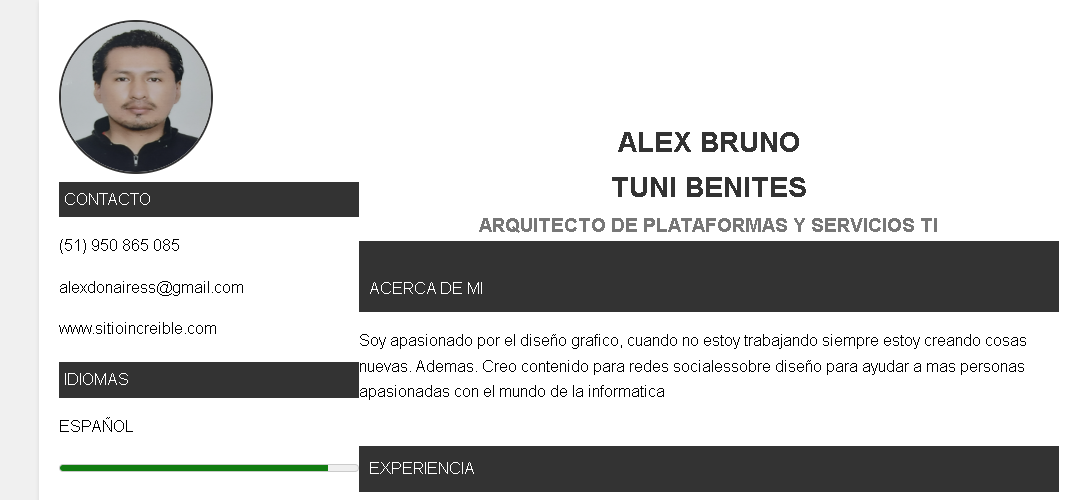 CONTACTO
(51) 950 865 085
alexdonairess@gmail.com
www.sitioincreible.com
IDIOMAS
ESPAÑOL
ALEX BRUNO
TUNI BENITES
ARQUITECTO DE PLATAFORMAS Y SERVICIOS TI
ACERCA DE MI
Soy apasionado por el diseño grafico, cuando no estoy trabajando siempre estoy creando cosas
nuevas. Ademas. Creo contenido para redes socialessobre diseño para ayudar a mas personas
apasionadas con el mundo de la informatica
EXPERIENCIA